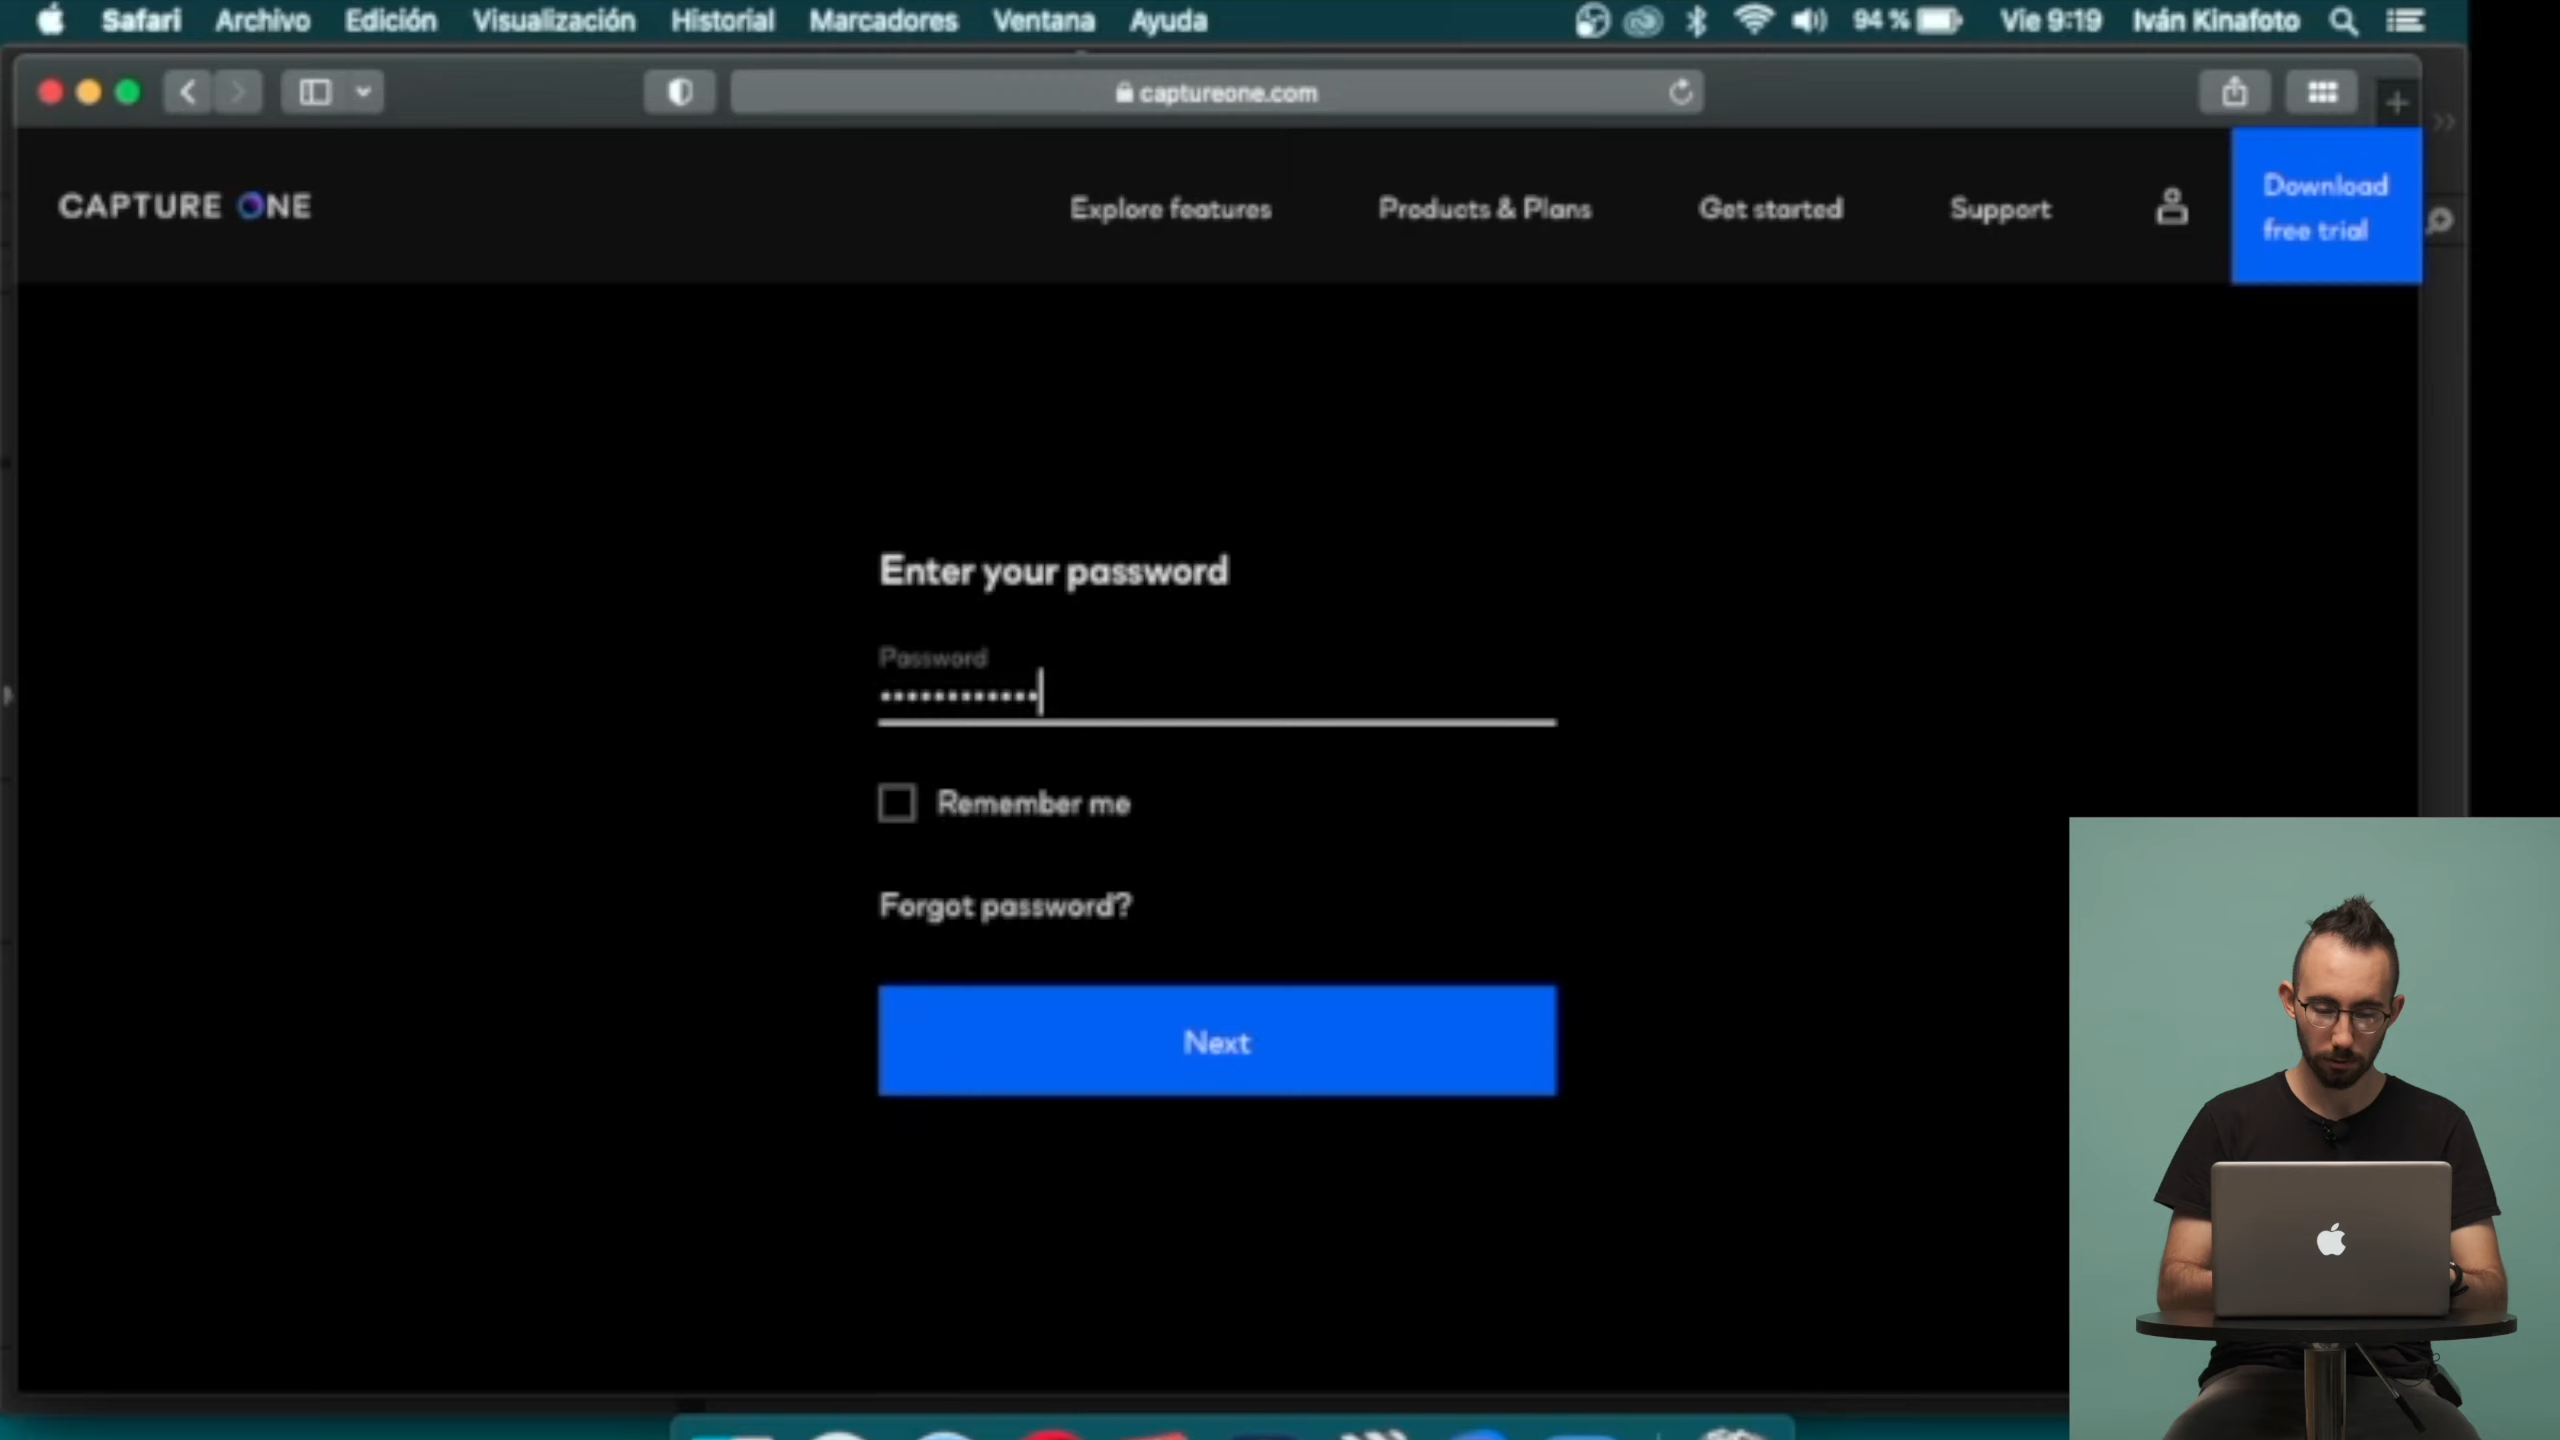 Safari Archivo Edición Visualización Historial Marcadores Ventana Ayuda 94 % Vie 9:19 Iván Kinafoto
captureone.com
CAPTURE ONE Explore features Products & Plans Get started Support Download
free trial
Enter your password
Password
Remember me
Forgot password?
Next